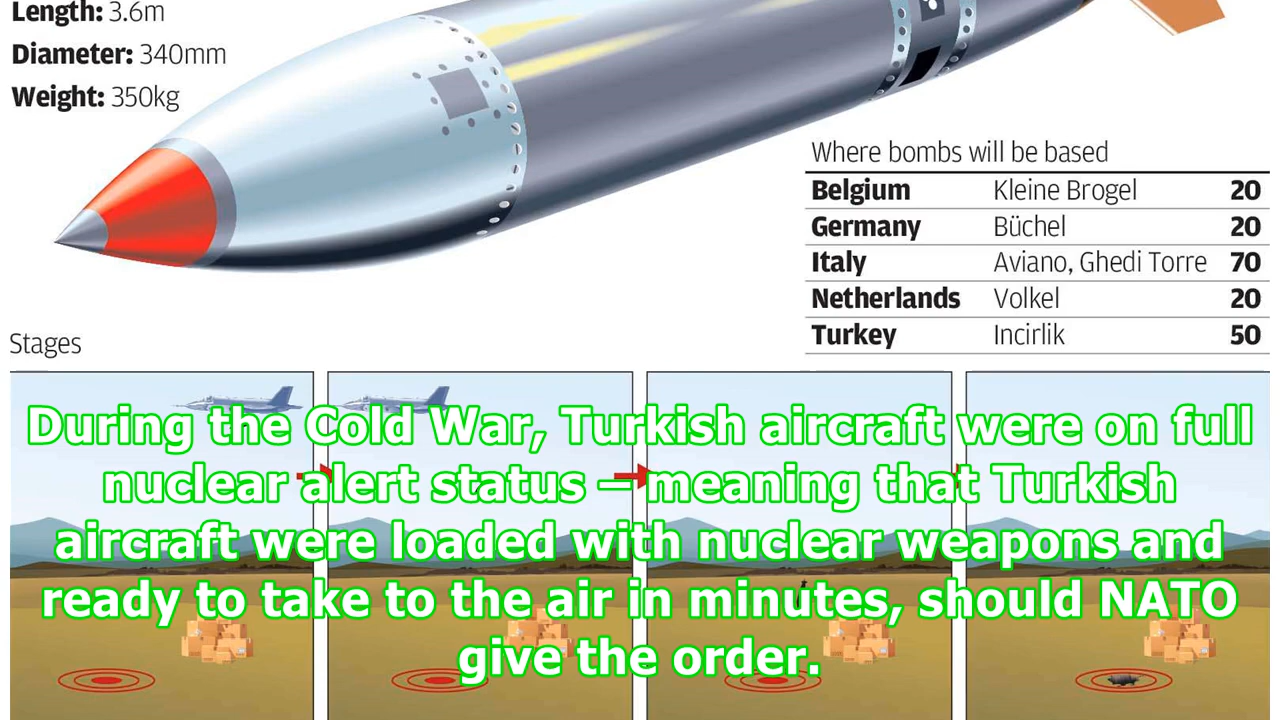 Length: 3.6m
Diameter: 340mm
Weight: 350kg
Where bombs will be based
Belgium Kleine Brogel 20
Germany Büchel 20
Italy Aviano, Ghedi Torre 70
Netherlands Volkel 20
Turkey Incirlik 50
Stages
During the Cold War, Turkish aircraft were on full
nuclear alert status – meaning that Turkish
aircraft were loaded with nuclear weapons and
ready to take to the air in minutes, should NATO
give the order.